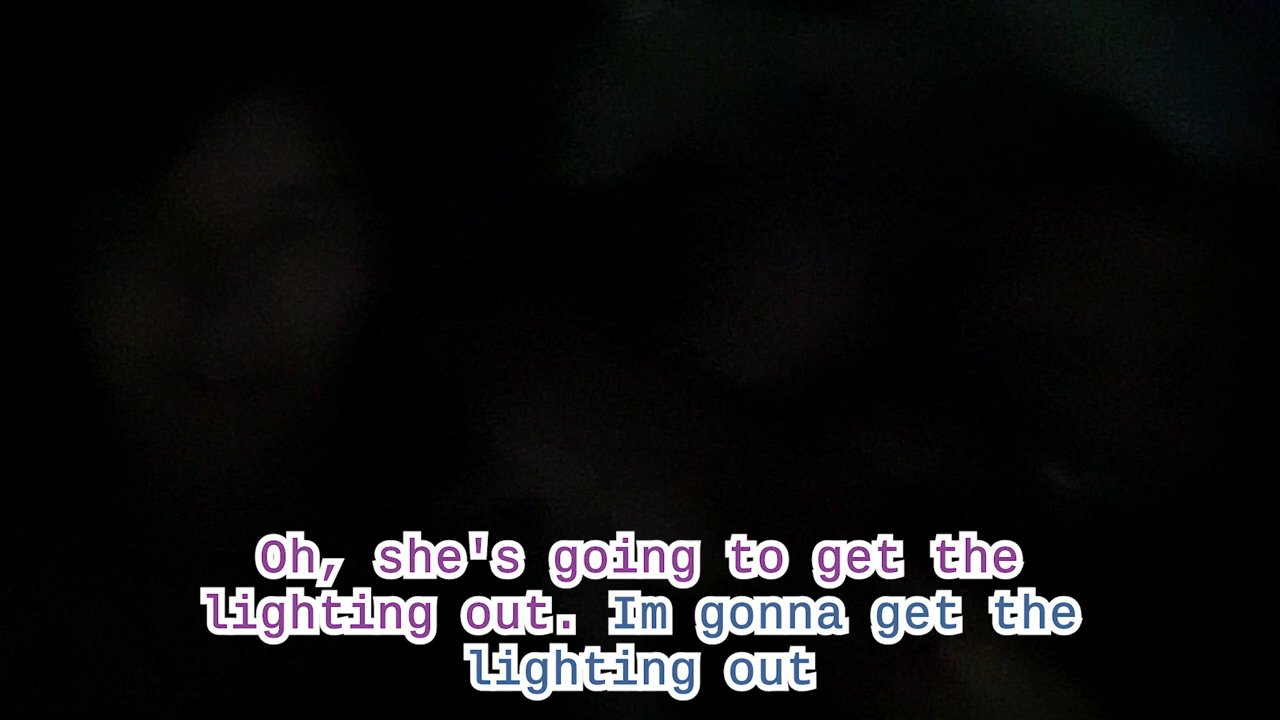 Oh, she's going to get the
lighting out. Im gonna get the
lighting out